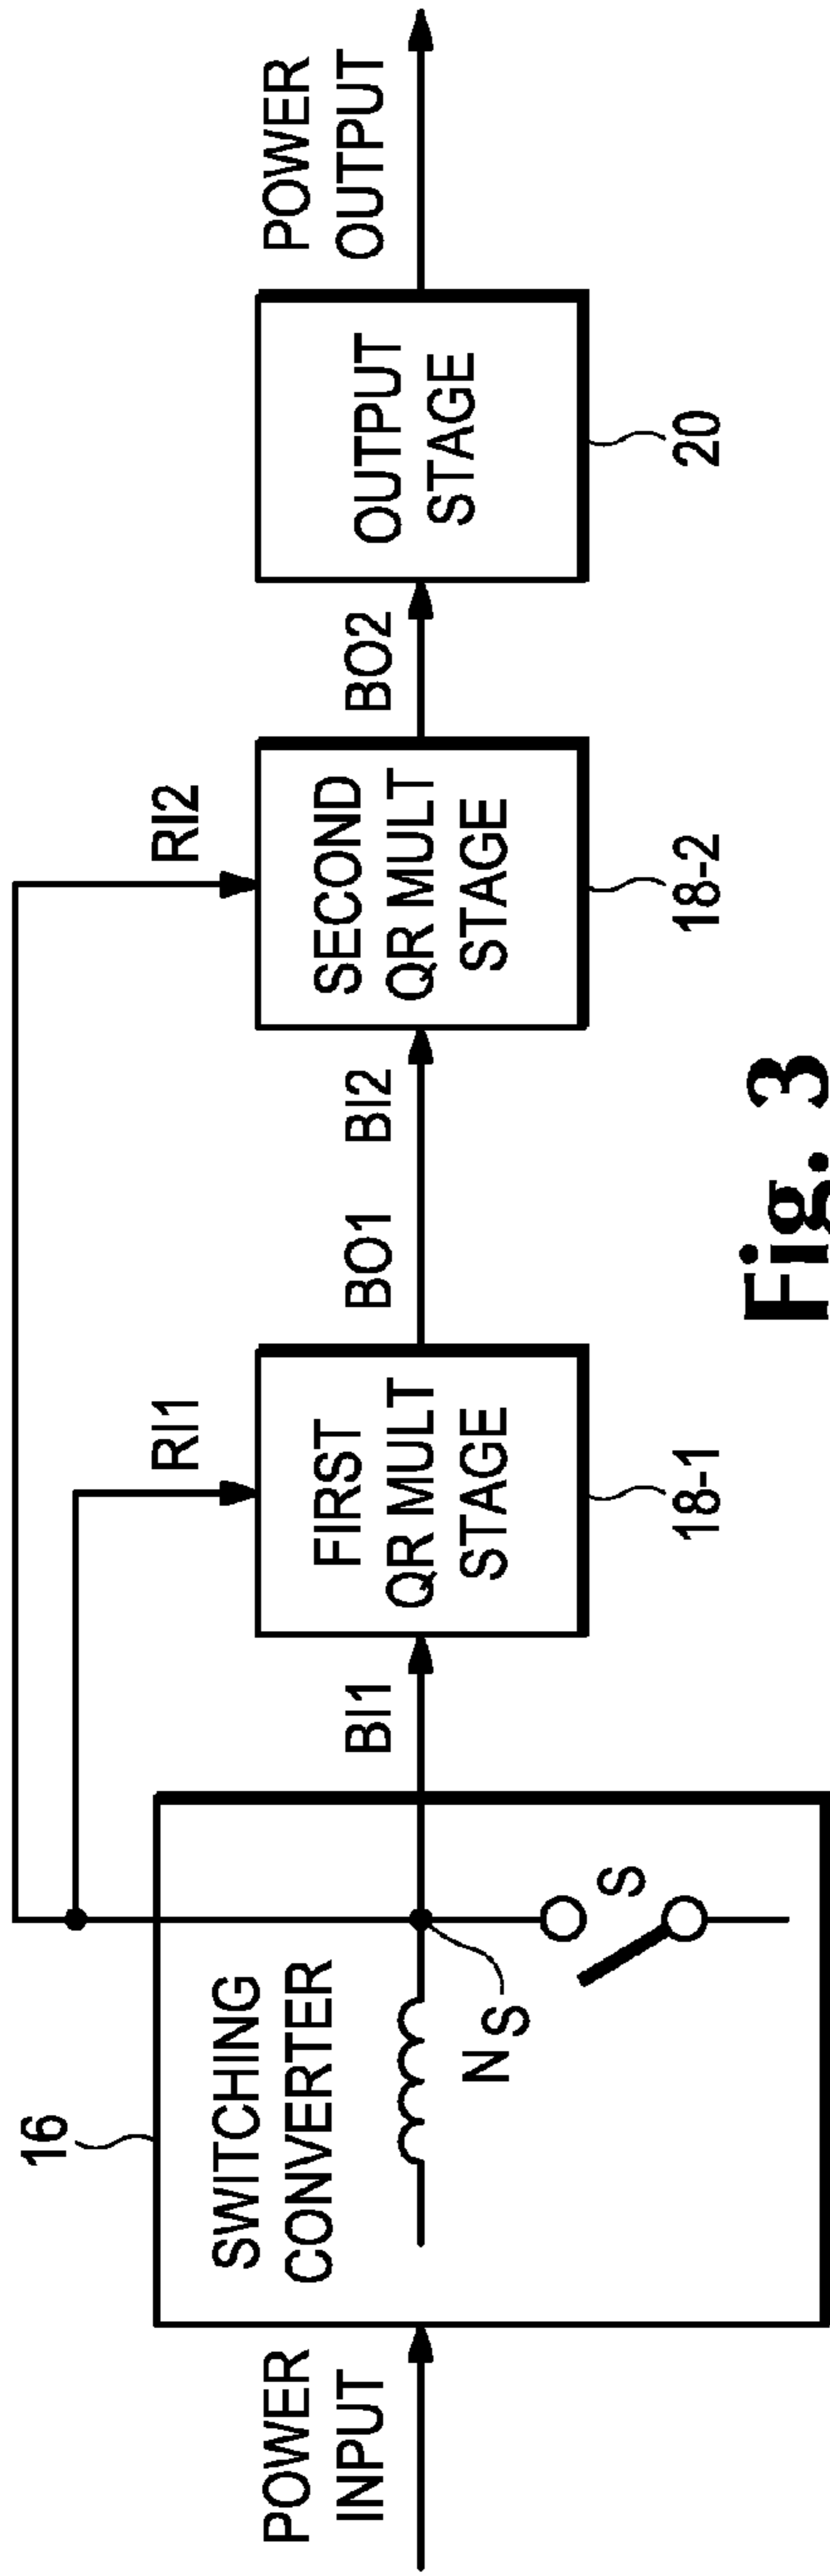 POWER
INPUT
16
SWITCHING
CONVERTER
NS
S
BI1
RI1
FIRST
QR MULT
STAGE
18-1
BO1
BI2
RI2
SECOND
QR MULT
STAGE
18-2
BO2
OUTPUT
STAGE
20
POWER
OUTPUT
Fig. 3